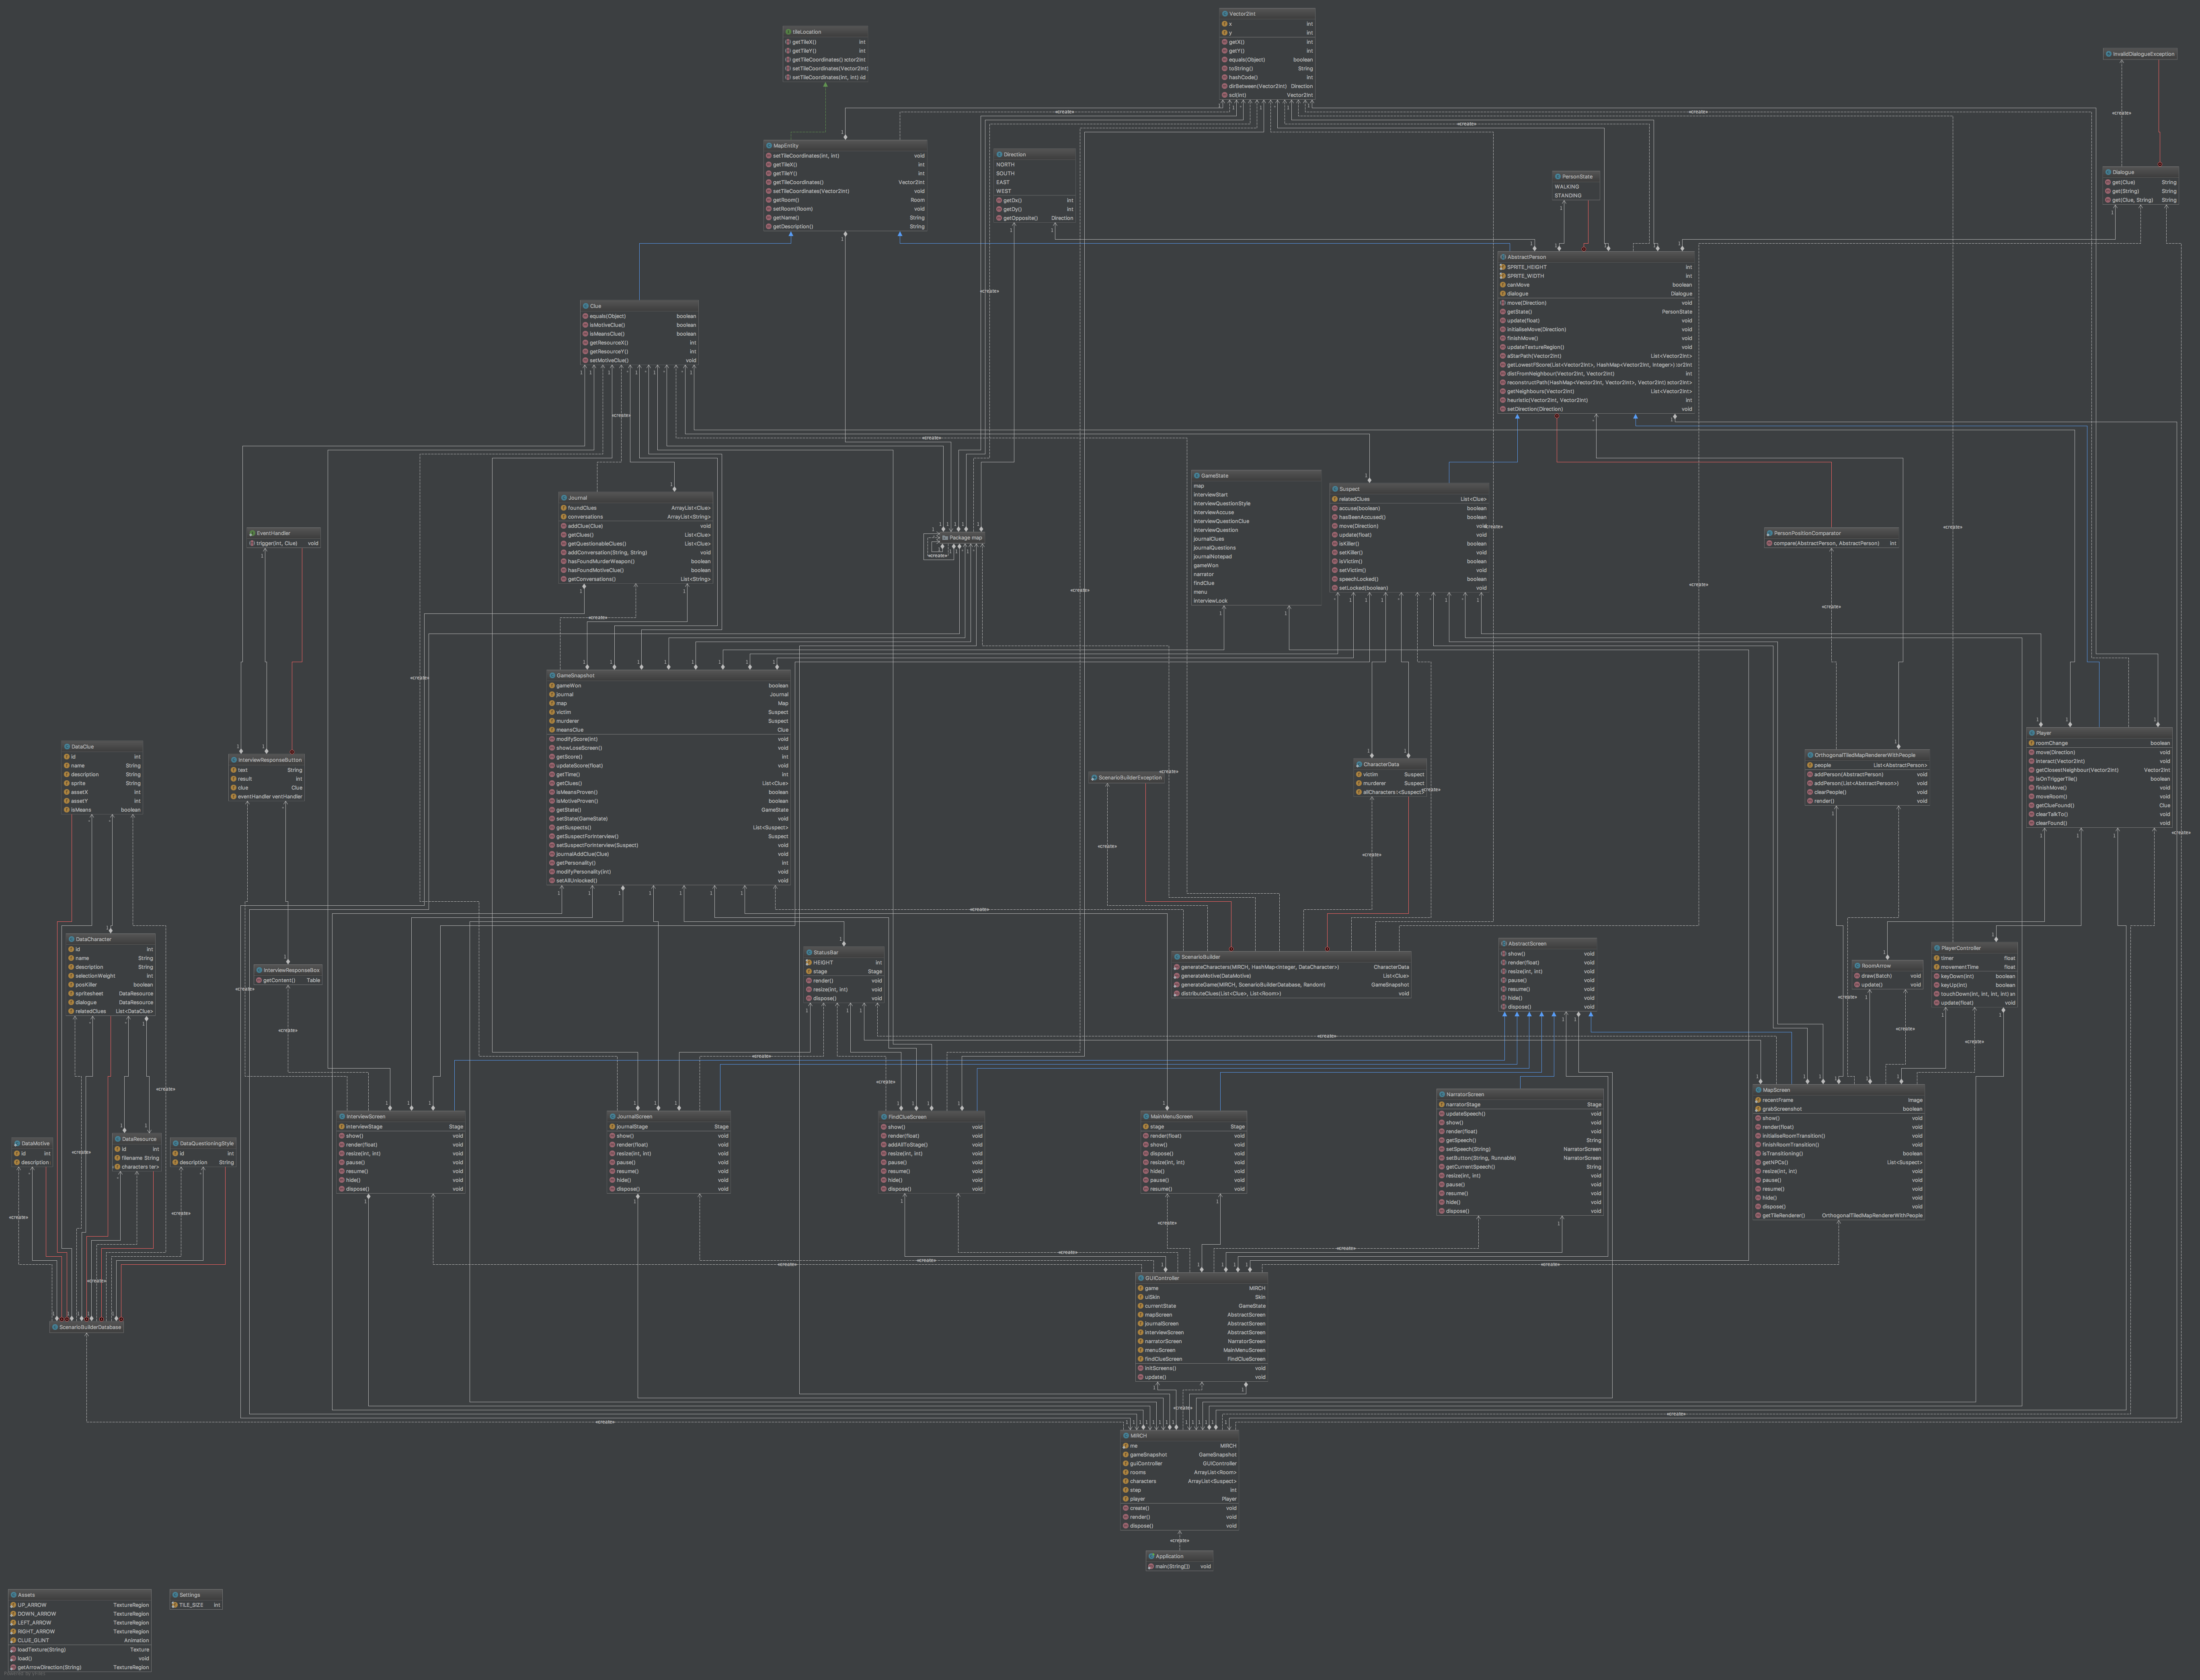 Vector2Int
x int
y int
getX() int
getY() int
equals(Object) boolean
toString() String
hashCode() int
dirBetween(Vector2Int) Direction
scl(int) Vector2Int
tileLocation
getTileX() int
getTileY() int
getTileCoordinates() :ctor2Int
setTileCoordinates(Vector2Int)
setTileCoordinates(int, int) :id
InvalidDialogueException
MapEntity
setTileCoordinates(int, int) void
getTileX() int
getTileY() int
getTileCoordinates() Vector2Int
setTileCoordinates(Vector2Int) void
getRoom() Room
setRoom(Room) void
getName() String
getDescription() String
Direction
NORTH
SOUTH
EAST
WEST
getDx() int
getDy() int
getOpposite() Direction
PersonState
WALKING
STANDING
Dialogue
get(Clue) String
get(String) String
get(Clue, String) String
AbstractPerson
SPRITE_HEIGHT int
SPRITE_WIDTH int
canMove boolean
dialogue Dialogue
move(Direction) void
getState() PersonState
update(float) void
initialiseMove(Direction) void
finishMove() void
updateTextureRegion() void
aStarPath(Vector2Int) List<Vector2Int>
getLowestFScore(List<Vector2Int>, HashMap<Vector2Int, Integer>) :or2Int
distFromNeighbour(Vector2Int, Vector2Int) int
reconstructPath(HashMap<Vector2Int, Vector2Int>, Vector2Int) :ector2Int>
getNeighbours(Vector2Int) List<Vector2Int>
heuristic(Vector2Int, Vector2Int) int
setDirection(Direction) void
Clue
equals(Object) boolean
isMotiveClue() boolean
isMeansClue() boolean
getResourceX() int
getResourceY() int
setMotiveClue() void
GameState
map
interviewStart
interviewQuestionStyle
interviewAccuse
interviewQuestionClue
interviewQuestion
journalClues
journalQuestions
journalNotepad
gameWon
narrator
findClue
menu
interviewLock
Suspect
relatedClues List<Clue>
accuse(boolean) boolean
hasBeenAccused() boolean
move(Direction) void
update(float) void
isKiller() boolean
setKiller() void
isVictim() boolean
setVictim() void
speechLocked() boolean
setLocked(boolean) void
Journal
foundClues ArrayList<Clue>
conversations ArrayList<String>
addClue(Clue) void
getClues() List<Clue>
getQuestionableClues() List<Clue>
addConversation(String, String) void
hasFoundMurderWeapon() boolean
hasFoundMotiveClue() boolean
getConversations() List<String>
EventHandler
trigger(int, Clue) void
Package map
PersonPositionComparator
compare(AbstractPerson, AbstractPerson) int
GameSnapshot
gameWon boolean
journal Journal
map Map
victim Suspect
murderer Suspect
meansClue Clue
modifyScore(int) void
showLoseScreen() void
getScore() int
updateScore(float) void
getTime() int
getClues() List<Clue>
isMeansProven() boolean
isMotiveProven() boolean
getState() GameState
setState(GameState) void
getSuspects() List<Suspect>
getSuspectForInterview() Suspect
setSuspectForInterview(Suspect) void
journalAddClue(Clue) void
getPersonality() int
modifyPersonality(int) void
setAllUnlocked() void
DataClue
id int
name String
description String
sprite String
assetX int
assetY int
isMeans boolean
InterviewResponseButton
text String
result int
clue Clue
eventHandler :ventHandler
ScenarioBuilderException
CharacterData
victim Suspect
murderer Suspect
allCharacters :<Suspect>
OrthogonalTiledMapRendererWithPeople
people List<AbstractPerson>
addPerson(AbstractPerson) void
addPerson(List<AbstractPerson>) void
clearPeople() void
render() void
Player
roomChange boolean
move(Direction) void
interact(Vector2Int) void
getClosestNeighbour(Vector2Int) Vector2Int
isOnTriggerTile() boolean
finishMove() void
moveRoom() void
getClueFound() Clue
clearTalkTo() void
clearFound() void
DataCharacter
id int
name String
description String
selectionWeight int
posKiller boolean
spritesheet DataResource
dialogue DataResource
relatedClues List<DataClue>
InterviewResponseBox
getContent() Table
StatusBar
HEIGHT int
stage Stage
render() void
resize(int, int) void
dispose() void
ScenarioBuilder
generateCharacters(MIRCH, HashMap<Integer, DataCharacter>) CharacterData
generateMotive(DataMotive) List<Clue>
generateGame(MIRCH, ScenarioBuilderDatabase, Random) GameSnapshot
distributeClues(List<Clue>, List<Room>) void
AbstractScreen
show() void
render(float) void
resize(int, int) void
pause() void
resume() void
hide() void
dispose() void
RoomArrow
draw(Batch) void
update() void
PlayerController
timer float
movementTime float
keyDown(int) boolean
keyUp(int) boolean
touchDown(int, int, int, int) :an
update(float) void
DataMotive
id int
description
DataResource
id int
filename String
characters :ter>
DataQuestioningStyle
id int
description String
InterviewScreen
interviewStage Stage
show() void
render(float) void
resize(int, int) void
pause() void
resume() void
hide() void
dispose() void
JournalScreen
journalStage Stage
show() void
render(float) void
resize(int, int) void
pause() void
resume() void
hide() void
dispose() void
FindClueScreen
show() void
render(float) void
addAllToStage() void
resize(int, int) void
pause() void
resume() void
hide() void
dispose() void
MainMenuScreen
stage Stage
render(float) void
show() void
dispose() void
resize(int, int) void
hide() void
pause() void
resume() void
NarratorScreen
narratorStage Stage
updateSpeech() void
show() void
render(float) void
getSpeech() String
setSpeech(String) NarratorScreen
setButton(String, Runnable) NarratorScreen
getCurrentSpeech() String
resize(int, int) void
pause() void
resume() void
hide() void
dispose() void
MapScreen
recentFrame Image
grabScreenshot boolean
show() void
render(float) void
initialiseRoomTransition() void
finishRoomTransition() void
isTransitioning() boolean
getNPCs() List<Suspect>
resize(int, int) void
pause() void
resume() void
hide() void
dispose() void
getTileRenderer() OrthogonalTiledMapRendererWithPeople
ScenarioBuilderDatabase
GUIController
game MIRCH
uiSkin Skin
currentState GameState
mapScreen AbstractScreen
journalScreen AbstractScreen
interviewScreen AbstractScreen
narratorScreen NarratorScreen
menuScreen MainMenuScreen
findClueScreen FindClueScreen
initScreens() void
update() void
MIRCH
me MIRCH
gameSnapshot GameSnapshot
guiController GUIController
rooms ArrayList<Room>
characters ArrayList<Suspect>
step int
player Player
create() void
render() void
dispose() void
«create»
Application
main(String[]) void
Assets
UP_ARROW TextureRegion
DOWN_ARROW TextureRegion
LEFT_ARROW TextureRegion
RIGHT_ARROW TextureRegion
CLUE_GLINT Animation
loadTexture(String) Texture
load() void
getArrowDirection(String) TextureRegion
Settings
TILE_SIZE int